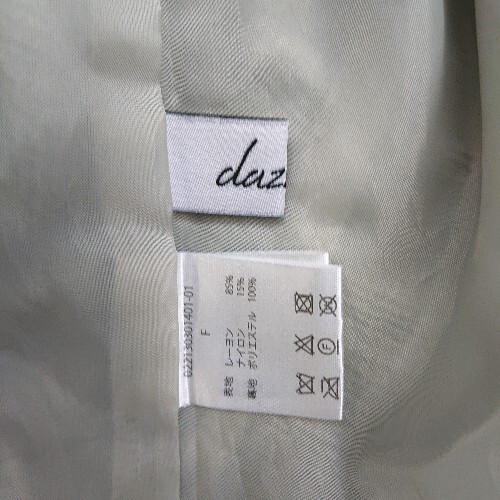 daz
022130301401-01
F
表地 レーヨン 85%
ナイロン 15%
裏地 ポリエステル 100%
F